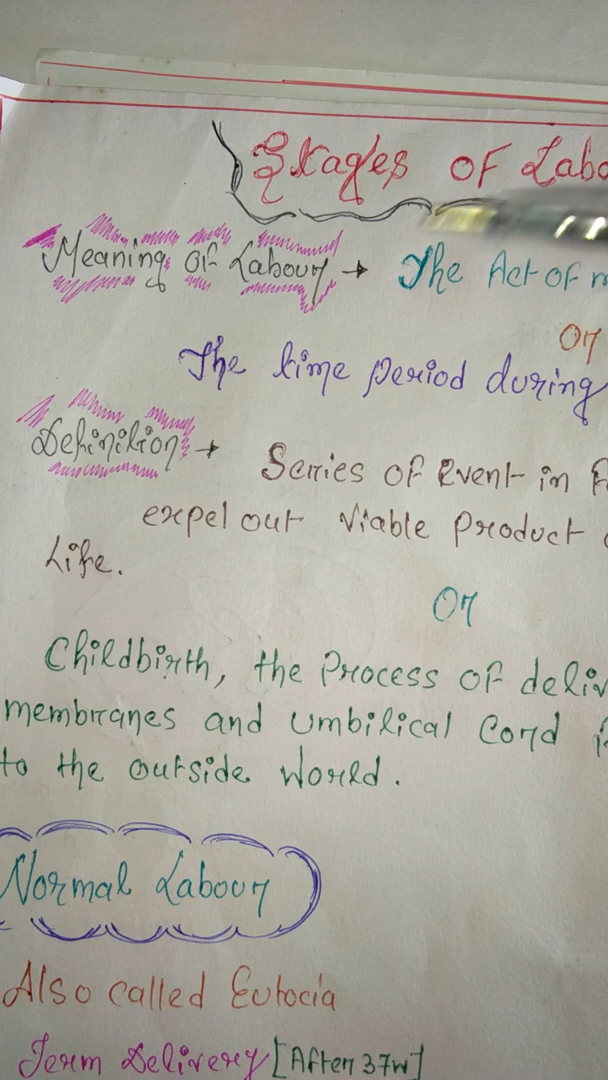 Stages of Labo
Meaning of Labour → The Act of m
Or
The time period during
Definition → Series of Event in
expel out Viable Product
Life.
Or
Childbirth, the Process of deliv
membranes and Umbilical Cord
to the outside World.
Normal Labour
Also called Eutocia
Term Delivery [After 37w]